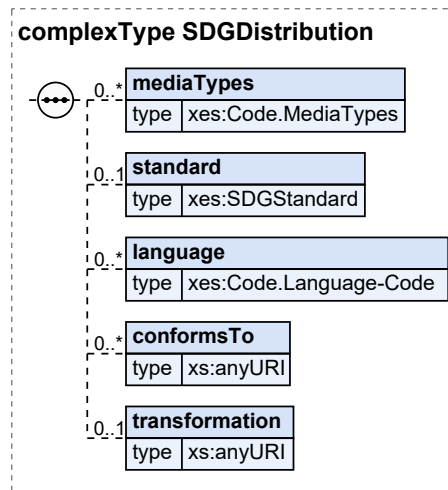 complexType SDGDistribution
0..* mediaTypes
type xes:Code.MediaTypes
0..1 standard
type xes:SDGStandard
0..* language
type xes:Code.Language-Code
0..* conformsTo
type xs:anyURI
0..1 transformation
type xs:anyURI